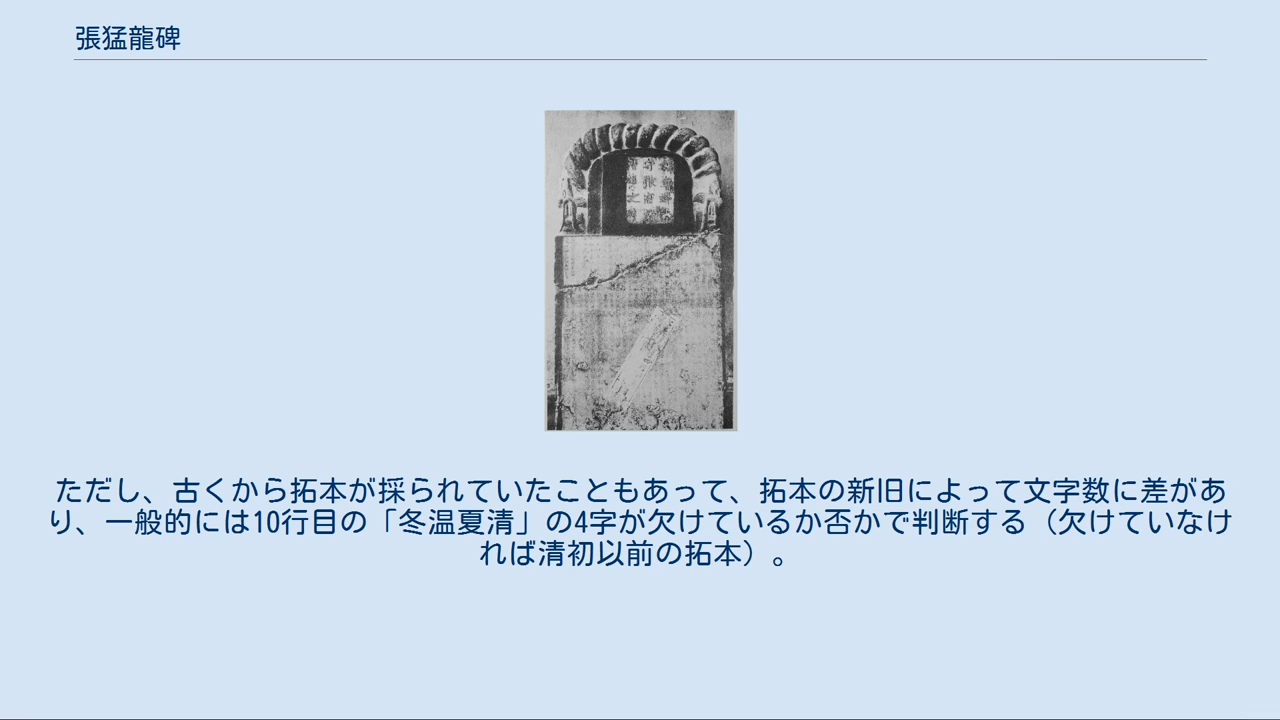 張猛龍碑
ただし、古くから拓本が採られていたこともあって、拓本の新旧によって文字数に差があ
り、一般的には10行目の「冬温夏清」の4字が欠けているか否かで判断する（欠けていなけ
れば清初以前の拓本）。